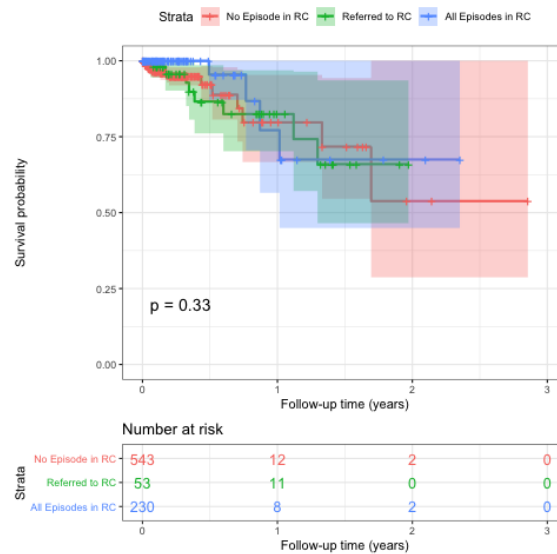 Strata No Episode in RC Referred to RC All Episodes in RC
1.00
0.75
0.50
0.25
0.00
Survival probability
p = 0.33
0 1 2 3
Follow-up time (years)
Number at risk
Strata
No Episode in RC 543 12 2 0
Referred to RC 53 11 0 0
All Episodes in RC 230 8 2 0
0 1 2 3
Follow-up time (years)